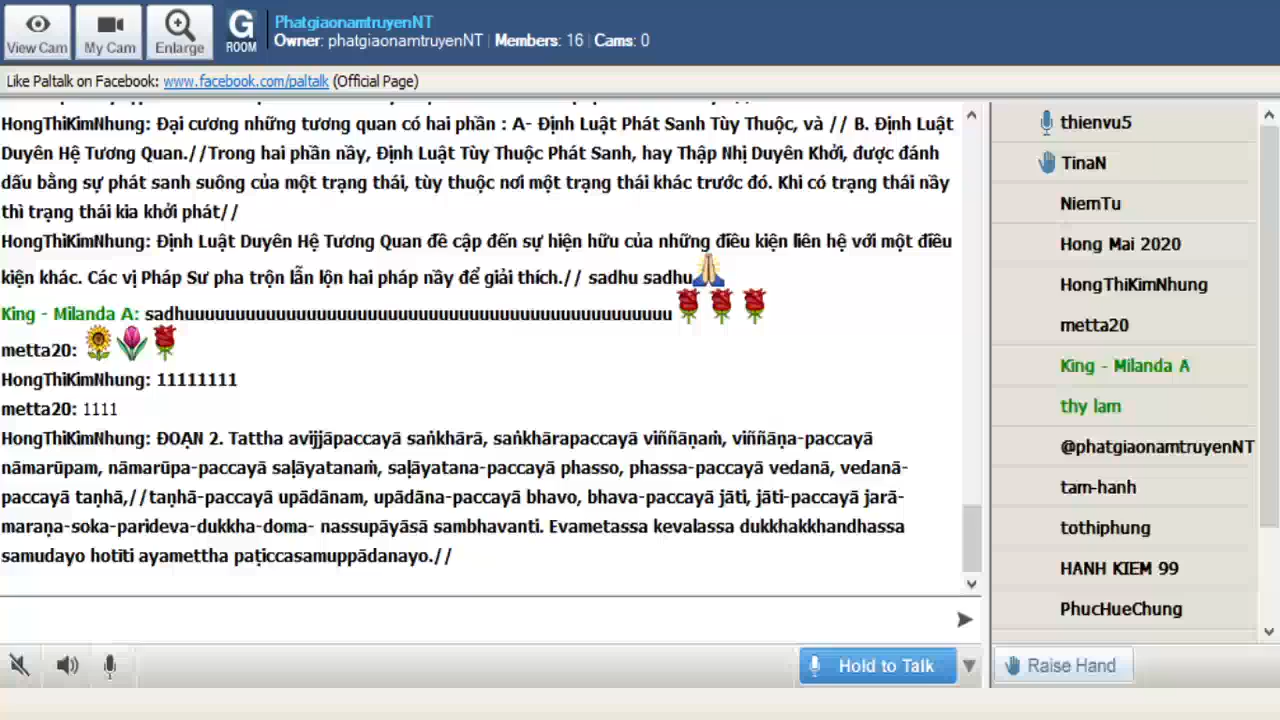 View Cam
My Cam
Enlarge
G
ROOM
PhatgiaonamtruyenNT
Owner: phatgiaonamtruyenNT | Members: 16 | Cams: 0
Like Paltalk on Facebook: www.facebook.com/paltalk (Official Page)
HongThiKimNhung: Đại cương những tương quan có hai phần : A- Định Luật Phát Sanh Tùy Thuộc, và // B. Định Luật
Duyên Hệ Tương Quan.//Trong hai phần nầy, Định Luật Tùy Thuộc Phát Sanh, hay Thập Nhị Duyên Khởi, được đánh
dấu bằng sự phát sanh suông của một trạng thái, tùy thuộc nơi một trạng thái khác trước đó. Khi có trạng thái nầy
thì trạng thái kia khởi phát//
HongThiKimNhung: Định Luật Duyên Hệ Tương Quan đề cập đến sự hiện hữu của những điều kiện liên hệ với một điều
kiện khác. Các vị Pháp Sư pha trộn lẫn lộn hai pháp nầy để giải thích.// sadhu sadhu
King - Milanda A: sadhuuuuuuuuuuuuuuuuuuuuuuuuuuuuuuuuuuuuuuuuuuuuuuuu
metta20:
HongThiKimNhung: 11111111
metta20: 1111
HongThiKimNhung: ĐOẠN 2. Tattha avijjāpaccayā saṅkhārā, saṅkhārapaccayā viññāṇaṁ, viññāṇa-paccayā
nāmarūpam, nāmarūpa-paccayā saḷāyatanaṁ, saḷāyatana-paccayā phasso, phassa-paccayā vedanā, vedanā-
paccayā taṇhā,//taṇhā-paccayā upādānam, upādāna-paccayā bhavo, bhava-paccayā jāti, jāti-paccayā jarā-
maraṇa-soka-parideva-dukkha-doma- nassupāyāsā sambhavanti. Evametassa kevalassa dukkhakkhandhassa
samudayo hotīti ayamettha paṭiccasamuppādanayo.//
Hold to Talk
thienvu5
TinaN
NiemTu
Hong Mai 2020
HongThiKimNhung
metta20
King - Milanda A
thy lam
@phatgiaonamtruyenNT
tam-hanh
tothiphung
HANH KIEM 99
PhucHueChung
Raise Hand